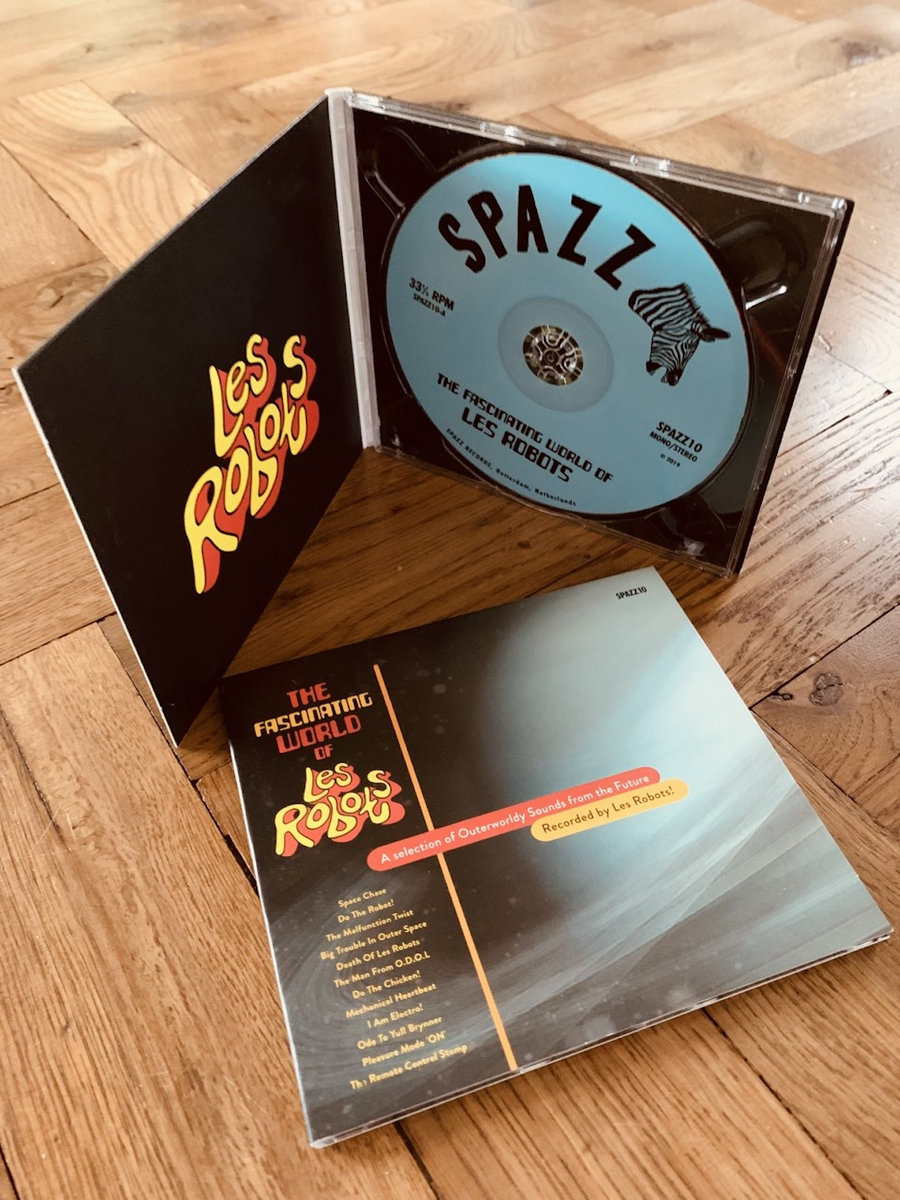 Les
Robots
SPAZZ
33⅓ RPM
SPAZZ10-A
THE FASCINATING WORLD OF
LES ROBOTS
SPAZZ RECORDS, Rotterdam, Netherlands
SPAZZ10
MONO/STEREO
© 2019
SPAZZ10
THE
FASCINATING
WORLD
OF
Les
Robots
A selection of Outerworldy Sounds from the Future
Recorded by Les Robots!
Space Chase
Do The Robot!
The Malfunction Twist
Big Trouble In Outer Space
Death Of Les Robots
The Man From O.D.O.L
Do The Chicken!
Mechanical Heartbeat
I Am Electro!
Ode To Yull Brynner
Pleasure Mode 'ON'
The Remote Control Stomp